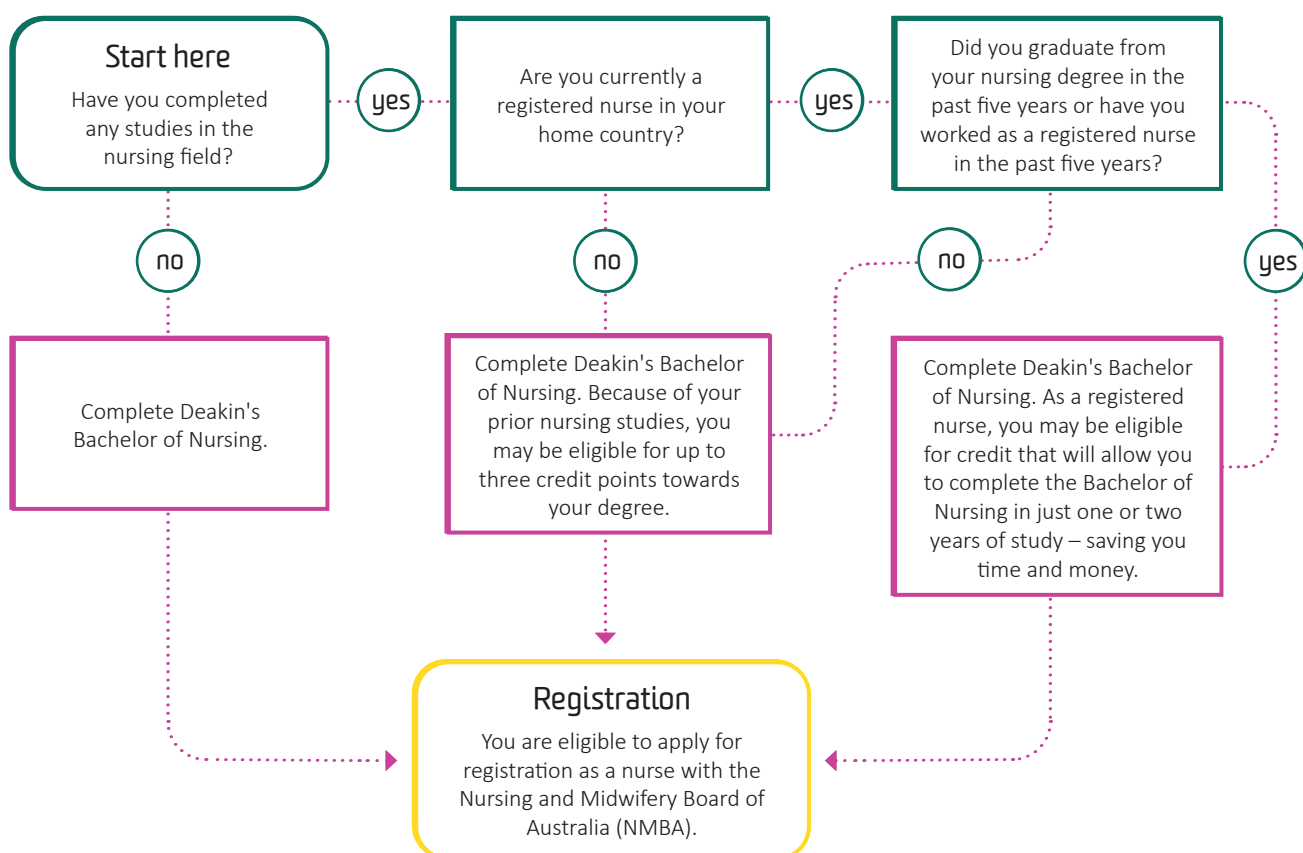 Start here
Have you completed
any studies in the
nursing field?
yes
Are you currently a
registered nurse in your
home country?
yes
Did you graduate from
your nursing degree in the
past five years or have you
worked as a registered nurse
in the past five years?
no
no
no
yes
Complete Deakin's
Bachelor of Nursing.
Complete Deakin's Bachelor
of Nursing. Because of your
prior nursing studies, you
may be eligible for up to
three credit points towards
your degree.
Complete Deakin's Bachelor
of Nursing. As a registered
nurse, you may be eligible
for credit that will allow you
to complete the Bachelor of
Nursing in just one or two
years of study – saving you
time and money.
Registration
You are eligible to apply for
registration as a nurse with the
Nursing and Midwifery Board of
Australia (NMBA).